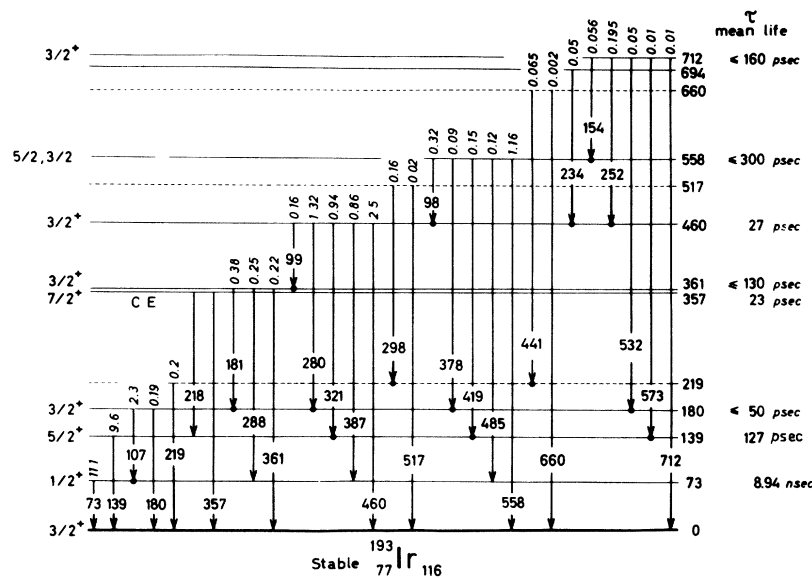 τ
mean life
3/2+ 0.065 0.002 0.05 0.056 0.195 0.05 0.01 0.01 712 ≤ 160 psec
694
660
154
5/2, 3/2 0.32 0.09 0.15 0.12 1.16 558 ≤ 300 psec
0.16 0.02 234 252 517
98
3/2+ 0.16 1.32 0.94 0.86 2.5 460 27 psec
99
3/2+ 0.38 0.25 0.22 361 ≤ 130 psec
7/2+ CE 357 23 psec
181 280 298 378 441 532
0.2 219
218 321 419 573
3/2+ 2.3 0.19 180 ≤ 50 psec
288 387 485
5/2+ 9.6 139 127 psec
107 219 361 517 660 712
1/2+ 11.1 73 8.94 nsec
73 139 180 357 460 558
3/2+ 0
Stable 193 77 Ir 116